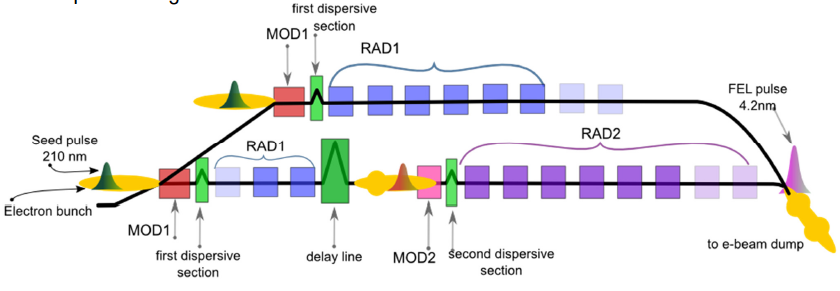 first dispersive
section
MOD1
RAD1
FEL pulse
4.2nm
Seed pulse
210 nm
RAD1
RAD2
Electron bunch
MOD1
first dispersive
section
delay line
MOD2
second dispersive
section
to e-beam dump